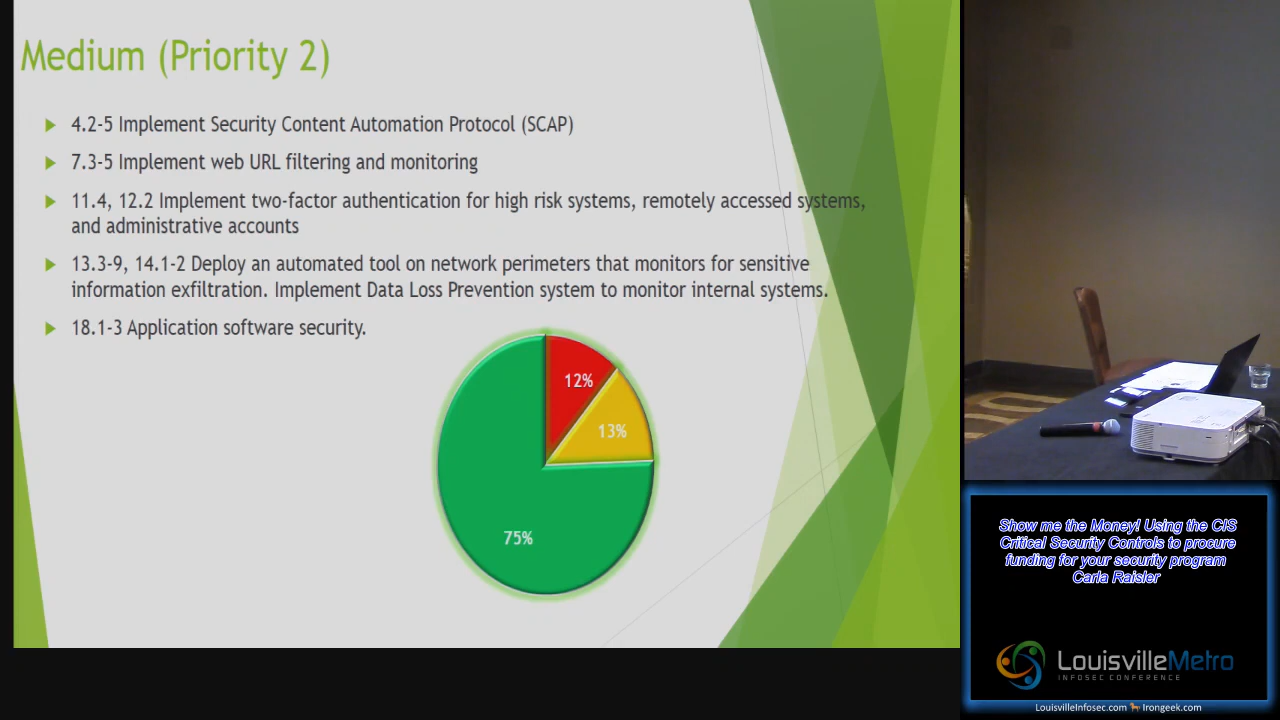 Medium (Priority 2)
4.2-5 Implement Security Content Automation Protocol (SCAP)
7.3-5 Implement web URL filtering and monitoring
11.4, 12.2 Implement two-factor authentication for high risk systems, remotely accessed systems,
and administrative accounts
13.3-9, 14.1-2 Deploy an automated tool on network perimeters that monitors for sensitive
information exfiltration. Implement Data Loss Prevention system to monitor internal systems.
18.1-3 Application software security.
12%
13%
75%
Show me the Money! Using the CIS
Critical Security Controls to procure
funding for your security program
Carla Raisler
LouisvilleMetro
INFOSEC CONFERENCE
LouisvilleInfosec.com Irongeek.com